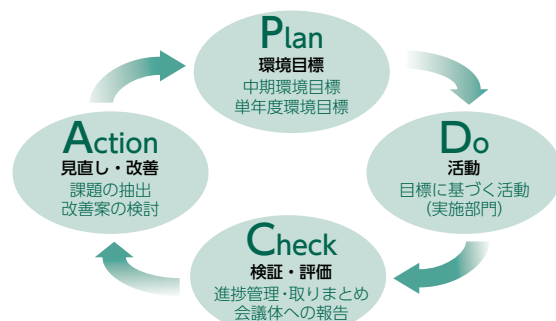 Plan
環境目標
中期環境目標
単年度環境目標
Do
活動
目標に基づく活動
(実施部門)
Check
検証・評価
進捗管理・取りまとめ
会議体への報告
Action
見直し・改善
課題の抽出
改善案の検討